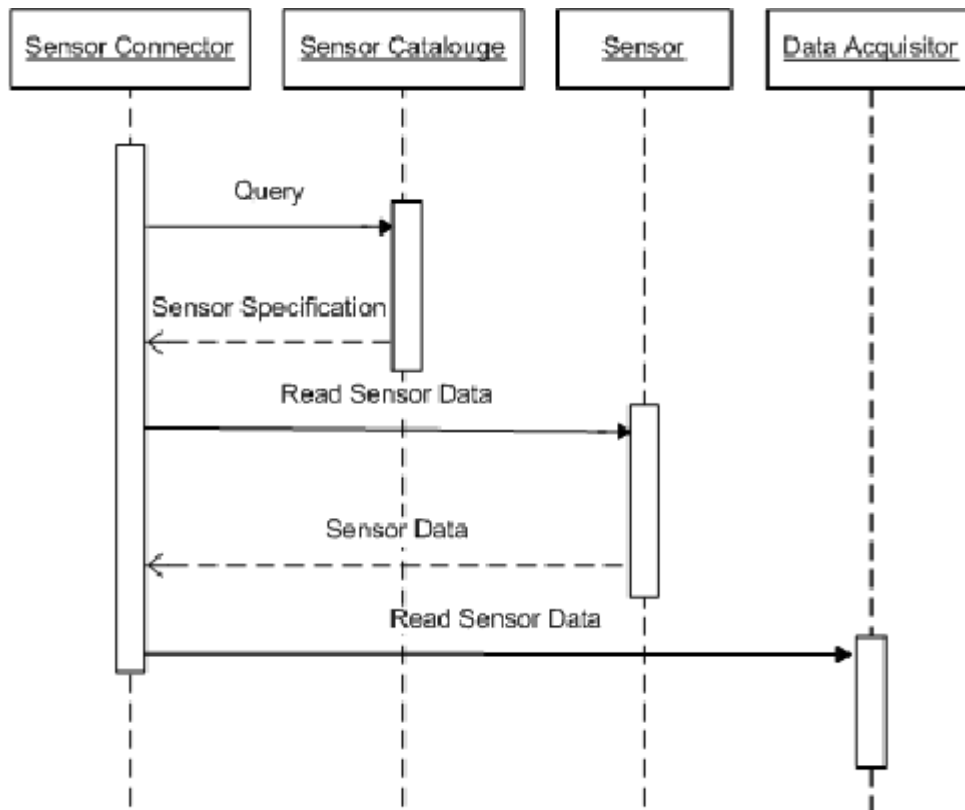 Sensor Connector
Sensor Catalouge
Sensor
Data Acquisitor
Query
Sensor Specification
Read Sensor Data
Sensor Data
Read Sensor Data